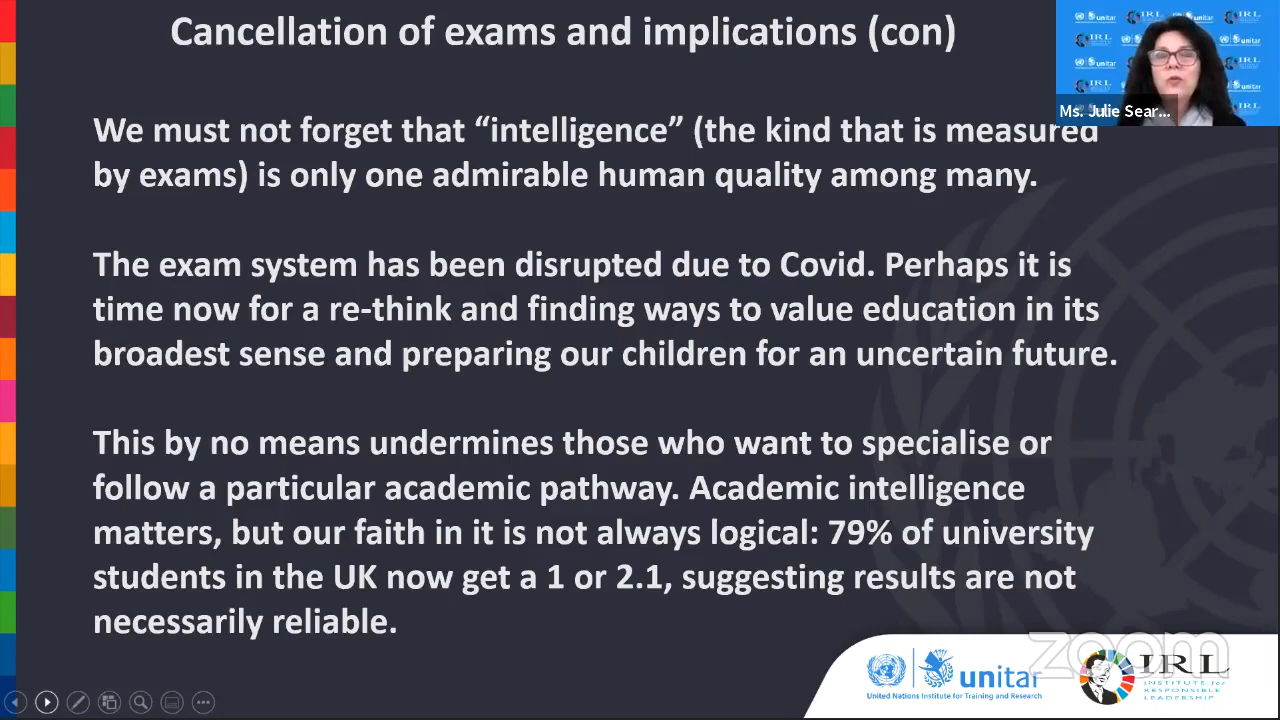 Cancellation of exams and implications (con)
Ms. Julie Sear...
We must not forget that “intelligence” (the kind that is measured
by exams) is only one admirable human quality among many.
The exam system has been disrupted due to Covid. Perhaps it is
time now for a re-think and finding ways to value education in its
broadest sense and preparing our children for an uncertain future.
This by no means undermines those who want to specialise or
follow a particular academic pathway. Academic intelligence
matters, but our faith in it is not always logical: 79% of university
students in the UK now get a 1 or 2.1, suggesting results are not
necessarily reliable.
zoom
unitar
United Nations Institute for Training and Research
IRL
INSTITUTE for
RESPONSIBLE
LEADERSHIP